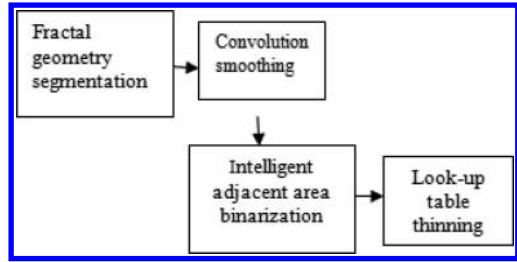 Fractal
geometry
segmentation
Convolution
smoothing
Intelligent
adjacent area
binarization
Look-up
table
thinning